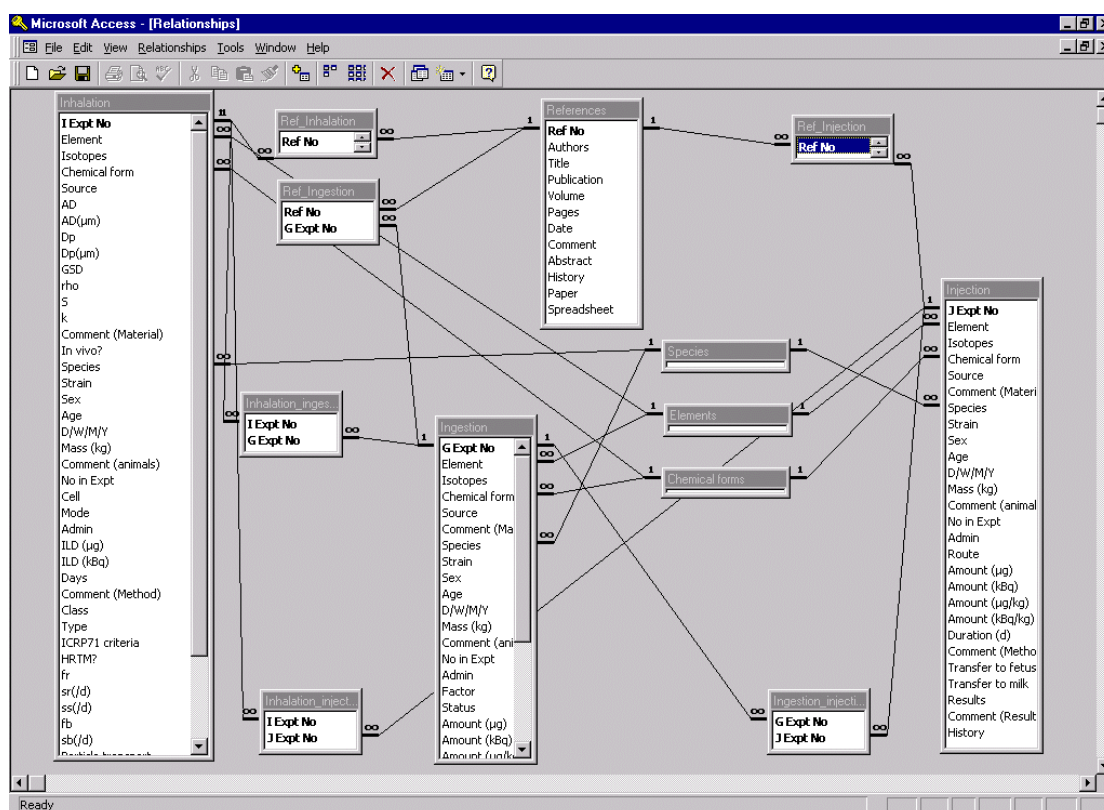 Microsoft Access - [Relationships]
File Edit View Relationships Tools Window Help
Inhalation
I Expt No
Element
Isotopes
Chemical form
Source
AD
AD(µm)
Dp
Dp(µm)
GSD
rho
S
k
Comment (Material)
In vivo?
Species
Strain
Sex
Age
D/W/M/Y
Mass (kg)
Comment (animals)
No in Expt
Cell
Mode
Admin
ILD (µg)
ILD (kBq)
Days
Comment (Method)
Class
Type
ICRP71 criteria
HRTM?
fr
sr(/d)
ss(/d)
fb
sb(/d)
Ref_Inhalation
Ref No
Ref_Ingestion
Ref No
G Expt No
References
Ref No
Authors
Title
Publication
Volume
Pages
Date
Comment
Abstract
History
Paper
Spreadsheet
Ref_Injection
Ref No
Species
Elements
Chemical forms
Inhalation_inges...
I Expt No
G Expt No
Ingestion
G Expt No
Element
Isotopes
Chemical form
Source
Comment (Ma
Species
Strain
Sex
Age
D/W/M/Y
Mass (kg)
Comment (ani
No in Expt
Admin
Factor
Status
Amount (µg)
Amount (kBq)
Amount (µg/k
Injection
J Expt No
Element
Isotopes
Chemical form
Source
Comment (Materi
Species
Strain
Sex
Age
D/W/M/Y
Mass (kg)
Comment (animal
No in Expt
Admin
Route
Amount (µg)
Amount (kBq)
Amount (µg/kg)
Amount (kBq/kg)
Duration (d)
Comment (Metho
Transfer to fetus
Transfer to milk
Results
Comment (Result
History
Inhalation_inject...
I Expt No
J Expt No
Ingestion_injecti...
G Expt No
J Expt No
Ready